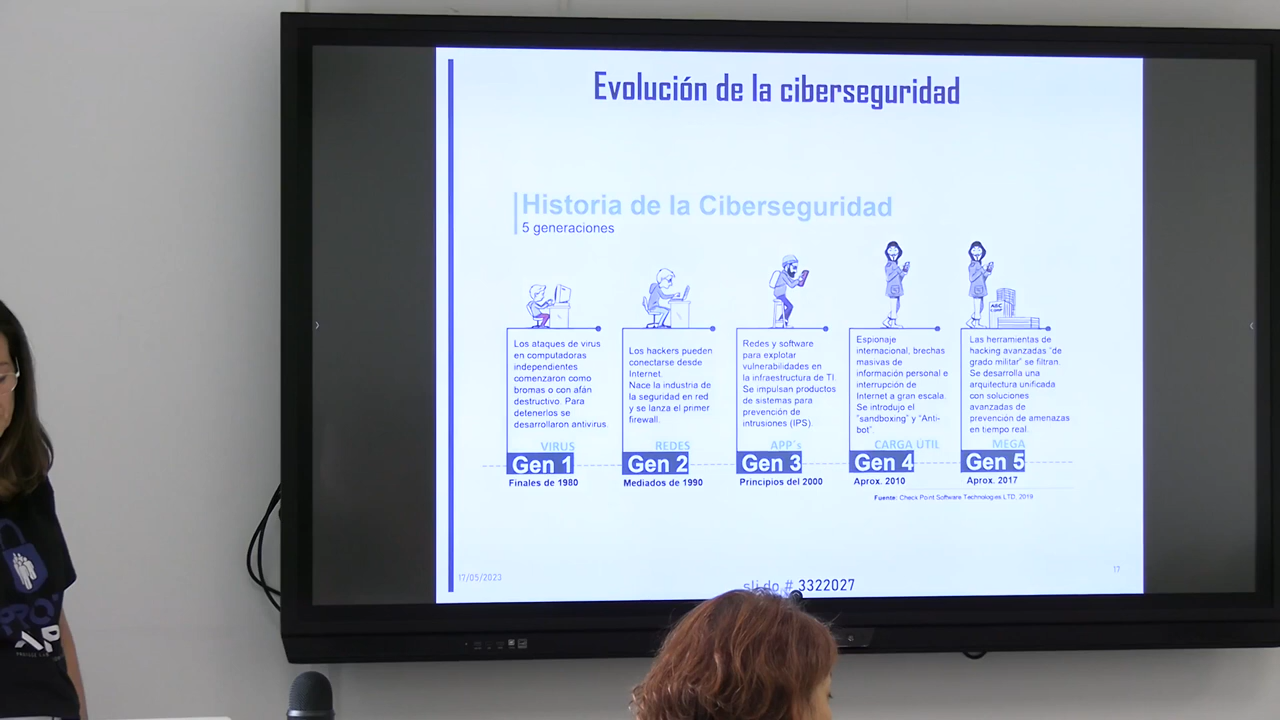 Evolución de la ciberseguridad
Historia de la Ciberseguridad
5 generaciones
ABC
Los ataques de virus
en computadoras
independientes
comenzaron como
bromas o con afán
destructivo. Para
detenerlos se
desarrollaron antivirus.
VIRUS
Gen 1
Finales de 1980
Los hackers pueden
conectarse desde
Internet.
Nace la industria de
la seguridad en red
y se lanza el primer
firewall.
REDES
Gen 2
Mediados de 1990
Redes y software
para explotar
vulnerabilidades en
la infraestructura de TI.
Se impulsan productos
de sistemas para
prevención de
intrusiones (IPS).
APP´s
Gen 3
Principios del 2000
Espionaje
internacional, brechas
masivas de
información personal e
interrupción de
Internet a gran escala.
Se introdujo el
"sandboxing" y "Anti-
bot".
CARGA ÚTIL
Gen 4
Aprox. 2010
Las herramientas de
hacking avanzadas "de
grado militar" se filtran.
Se desarrolla una
arquitectura unificada
con soluciones
avanzadas de
prevención de amenazas
en tiempo real.
MEGA
Gen 5
Aprox. 2017
Fuente: Check Point Software Technologies LTD, 2019
17/05/2023
sli.do # 3322027
17